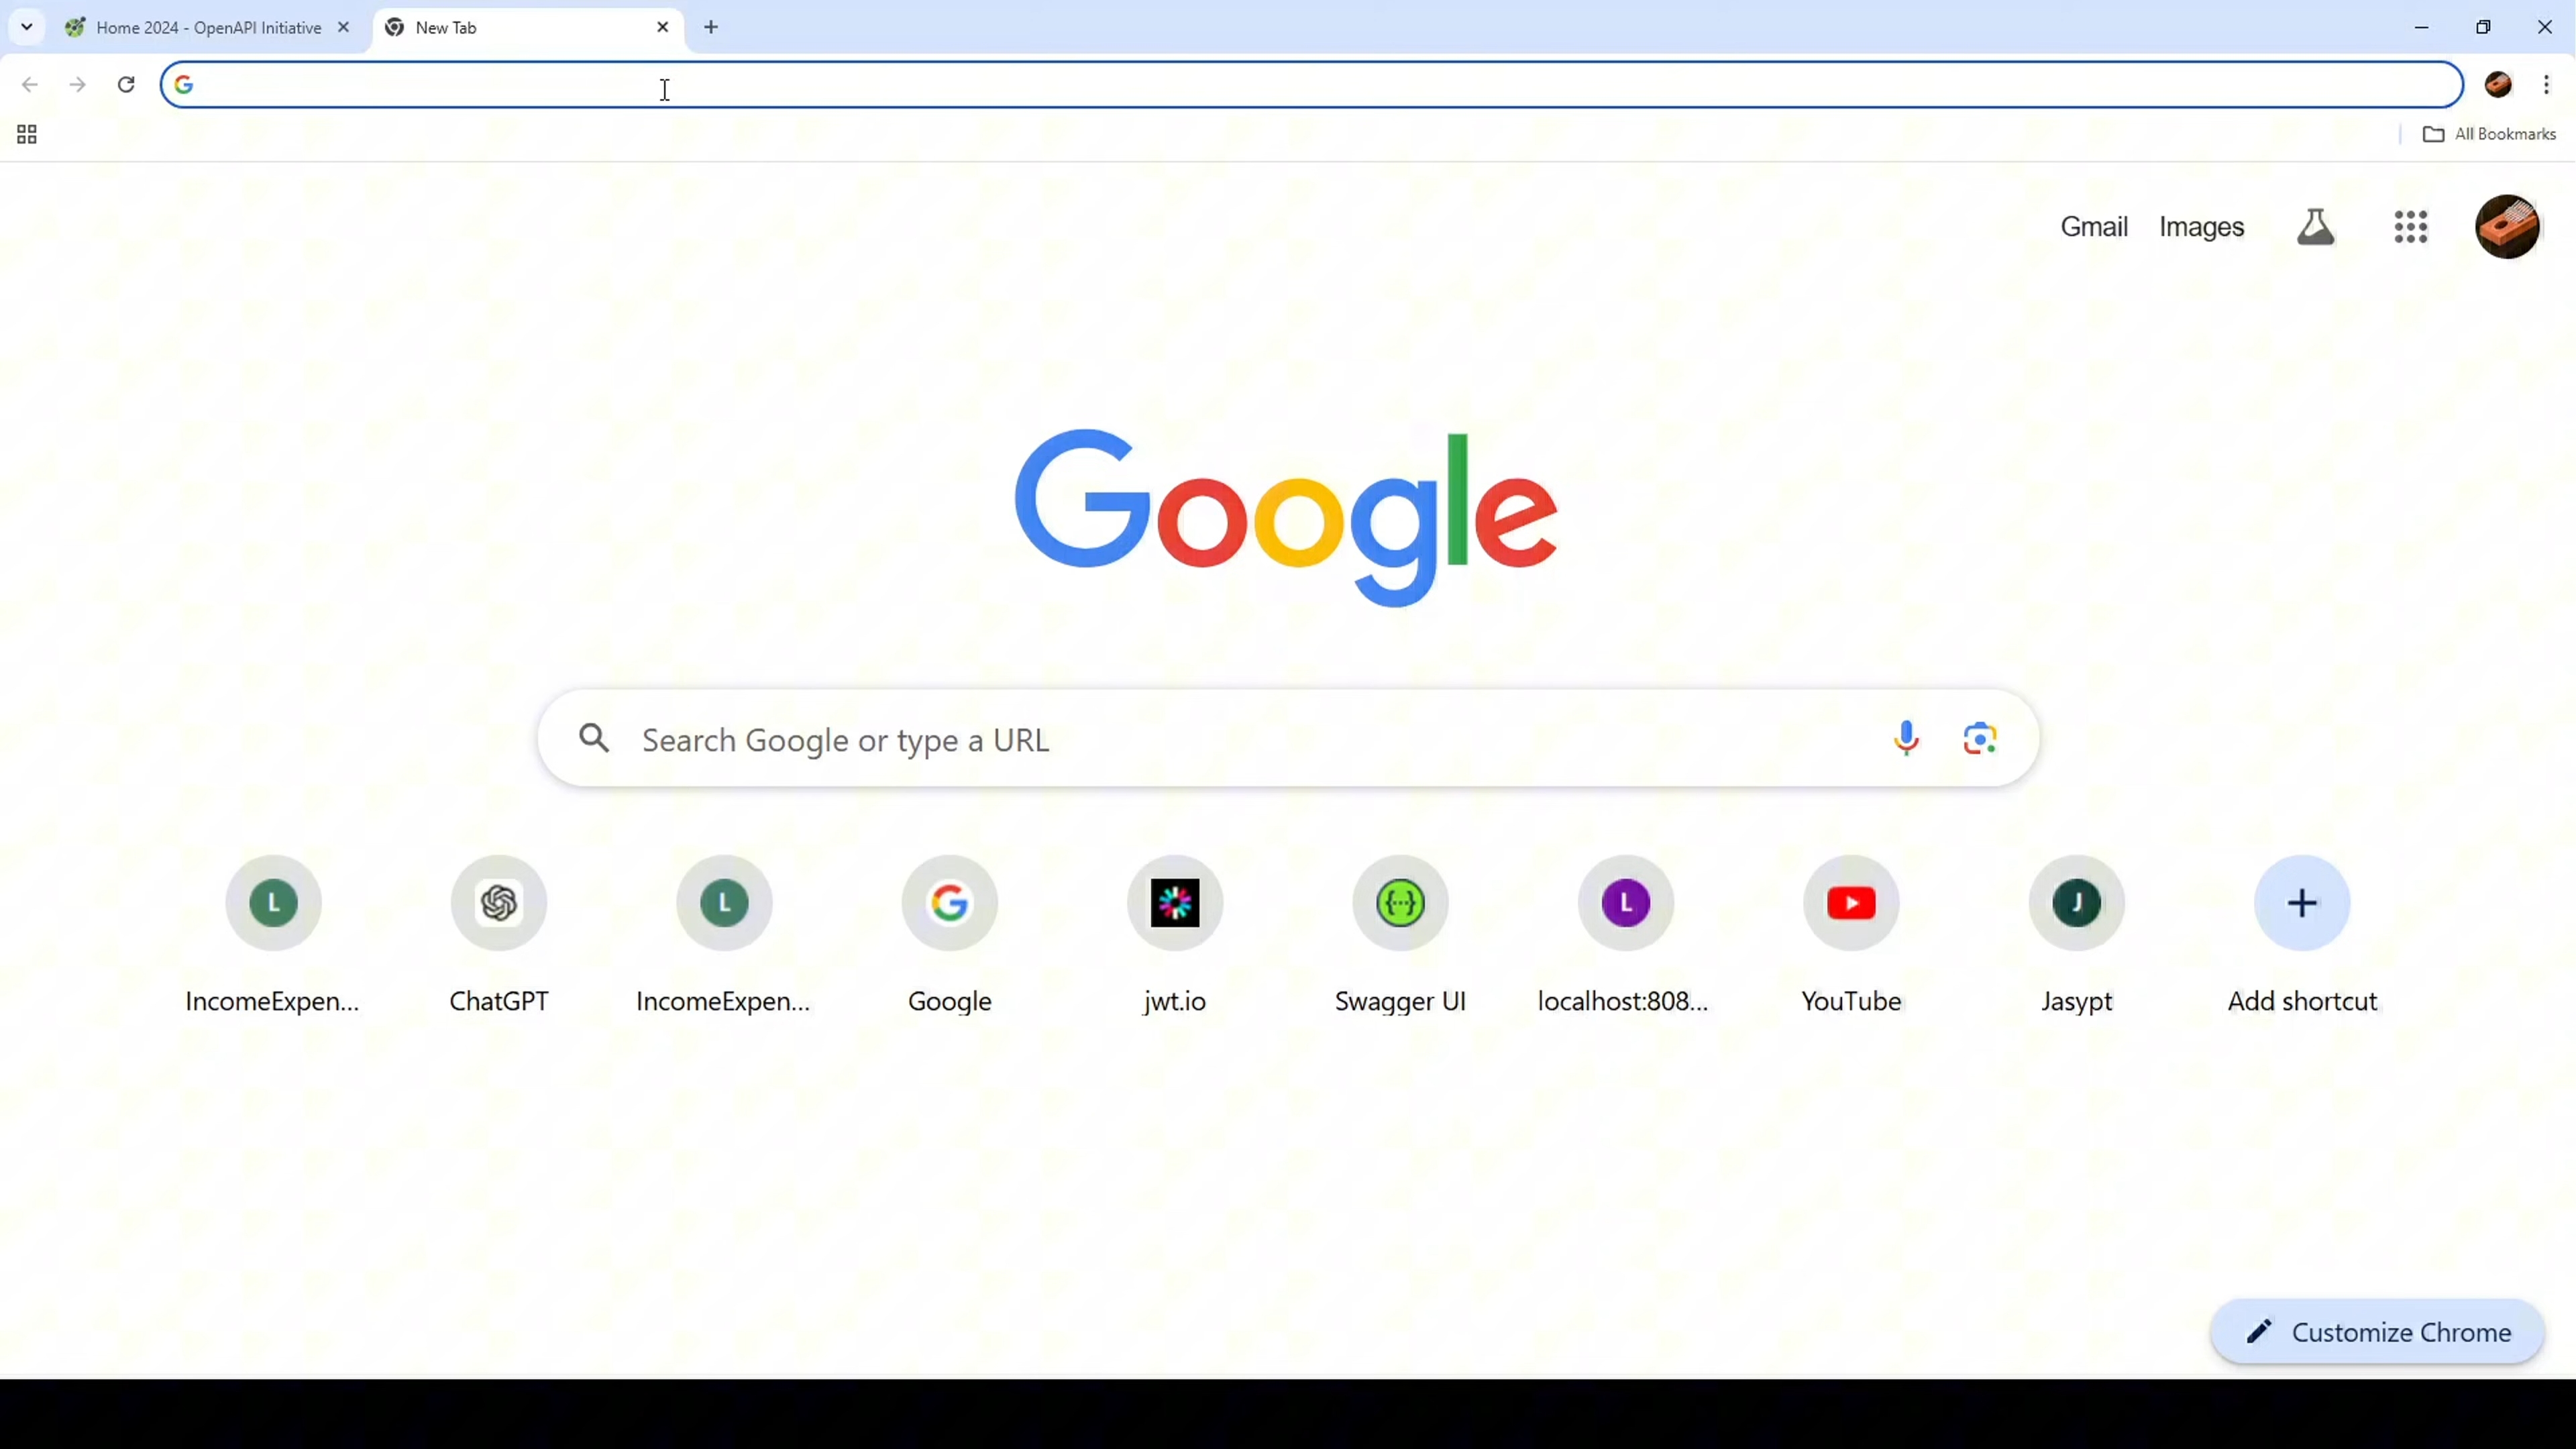 Home 2024 - OpenAPI Initiative
New Tab
All Bookmarks
Gmail Images
Google
Search Google or type a URL
L L L J
IncomeExpen... ChatGPT IncomeExpen... Google jwt.io Swagger UI localhost:808... YouTube Jasypt Add shortcut
Customize Chrome